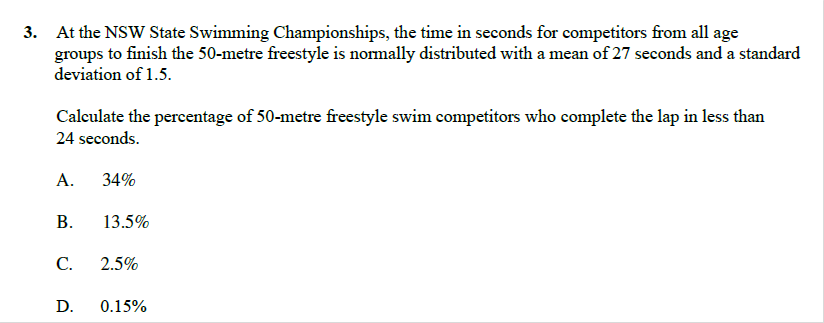 3. At the NSW State Swimming Championships, the time in seconds for competitors from all age
groups to finish the 50-metre freestyle is normally distributed with a mean of 27 seconds and a standard
deviation of 1.5.
Calculate the percentage of 50-metre freestyle swim competitors who complete the lap in less than
24 seconds.
A. 34%
B. 13.5%
C. 2.5%
D. 0.15%